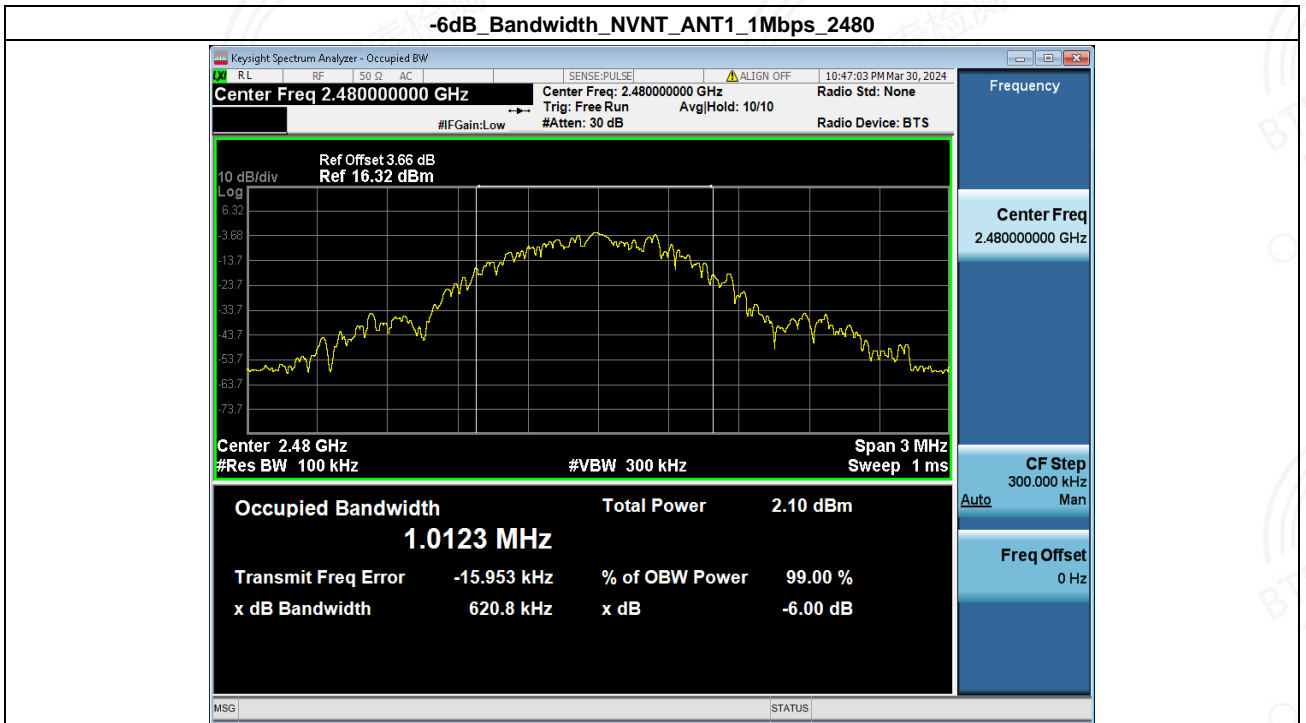 -6dB_Bandwidth_NVNT_ANT1_1Mbps_2480
Keysight Spectrum Analyzer - Occupied BW
LXI RL RF 50 Ω AC SENSE:PULSE ALIGN OFF 10:47:03 PM Mar 30, 2024
Center Freq 2.480000000 GHz
#IFGain:Low
Center Freq: 2.480000000 GHz
Trig: Free Run Avg|Hold: 10/10
#Atten: 30 dB
Radio Std: None
Radio Device: BTS
Ref Offset 3.66 dB
10 dB/div Ref 16.32 dBm
Log
6.32
-3.68
-13.7
-23.7
-33.7
-43.7
-53.7
-63.7
-73.7
Center 2.48 GHz Span 3 MHz
#Res BW 100 kHz #VBW 300 kHz Sweep 1 ms
Occupied Bandwidth Total Power 2.10 dBm
1.0123 MHz
Transmit Freq Error -15.953 kHz % of OBW Power 99.00 %
x dB Bandwidth 620.8 kHz x dB -6.00 dB
MSG STATUS
Frequency
Center Freq
2.480000000 GHz
CF Step
300.000 kHz
Auto Man
Freq Offset
0 Hz